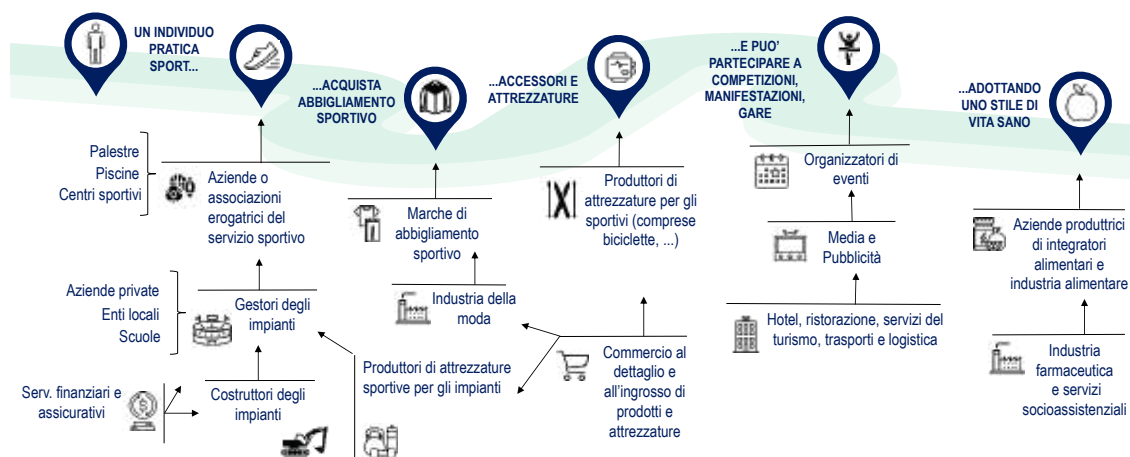 UN INDIVIDUO
PRATICA
SPORT...
...ACQUISTA
ABBIGLIAMENTO
SPORTIVO
...ACCESSORI E
ATTREZZATURE
...E PUO'
PARTECIPARE A
COMPETIZIONI,
MANIFESTAZIONI,
GARE
...ADOTTANDO
UNO STILE DI
VITA SANO
Palestre
Piscine
Centri sportivi
Aziende o
associazioni
erogatrici del
servizio sportivo
Aziende private
Enti locali
Scuole
Gestori degli
impianti
Serv. finanziari e
assicurativi
Costruttori degli
impianti
Marche di
abbigliamento
sportivo
Industria della
moda
Produttori di attrezzature
sportive per gli impianti
Produttori di
attrezzature per gli
sportivi (comprese
biciclette, ...)
Commercio al
dettaglio e
all'ingrosso di
prodotti e
attrezzature
Organizzatori di
eventi
Media e
Pubblicità
Hotel, ristorazione, servizi del
turismo, trasporti e logistica
Aziende produttrici
di integratori
alimentari e
industria alimentare
Industria
farmaceutica
e servizi
socioassistenziali